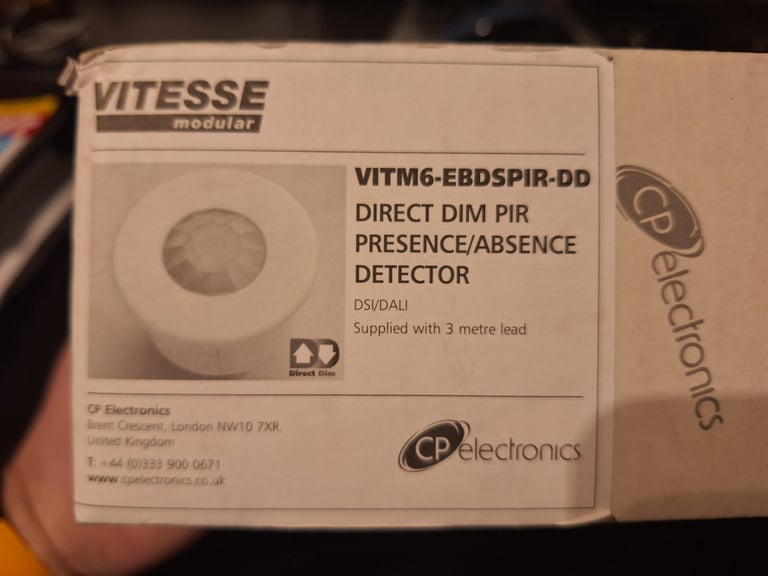 VITESSE
modular
VITM6-EBDSPIR-DD
DIRECT DIM PIR
PRESENCE/ABSENCE
DETECTOR
DSI/DALI
Supplied with 3 metre lead
DD
Direct Dim
CP Electronics
Brent Crescent, London NW10 7XR.
United Kingdom
T: +44 (0)333 900 0671
www.cpelectronics.co.uk
CP electronics
CP electronics